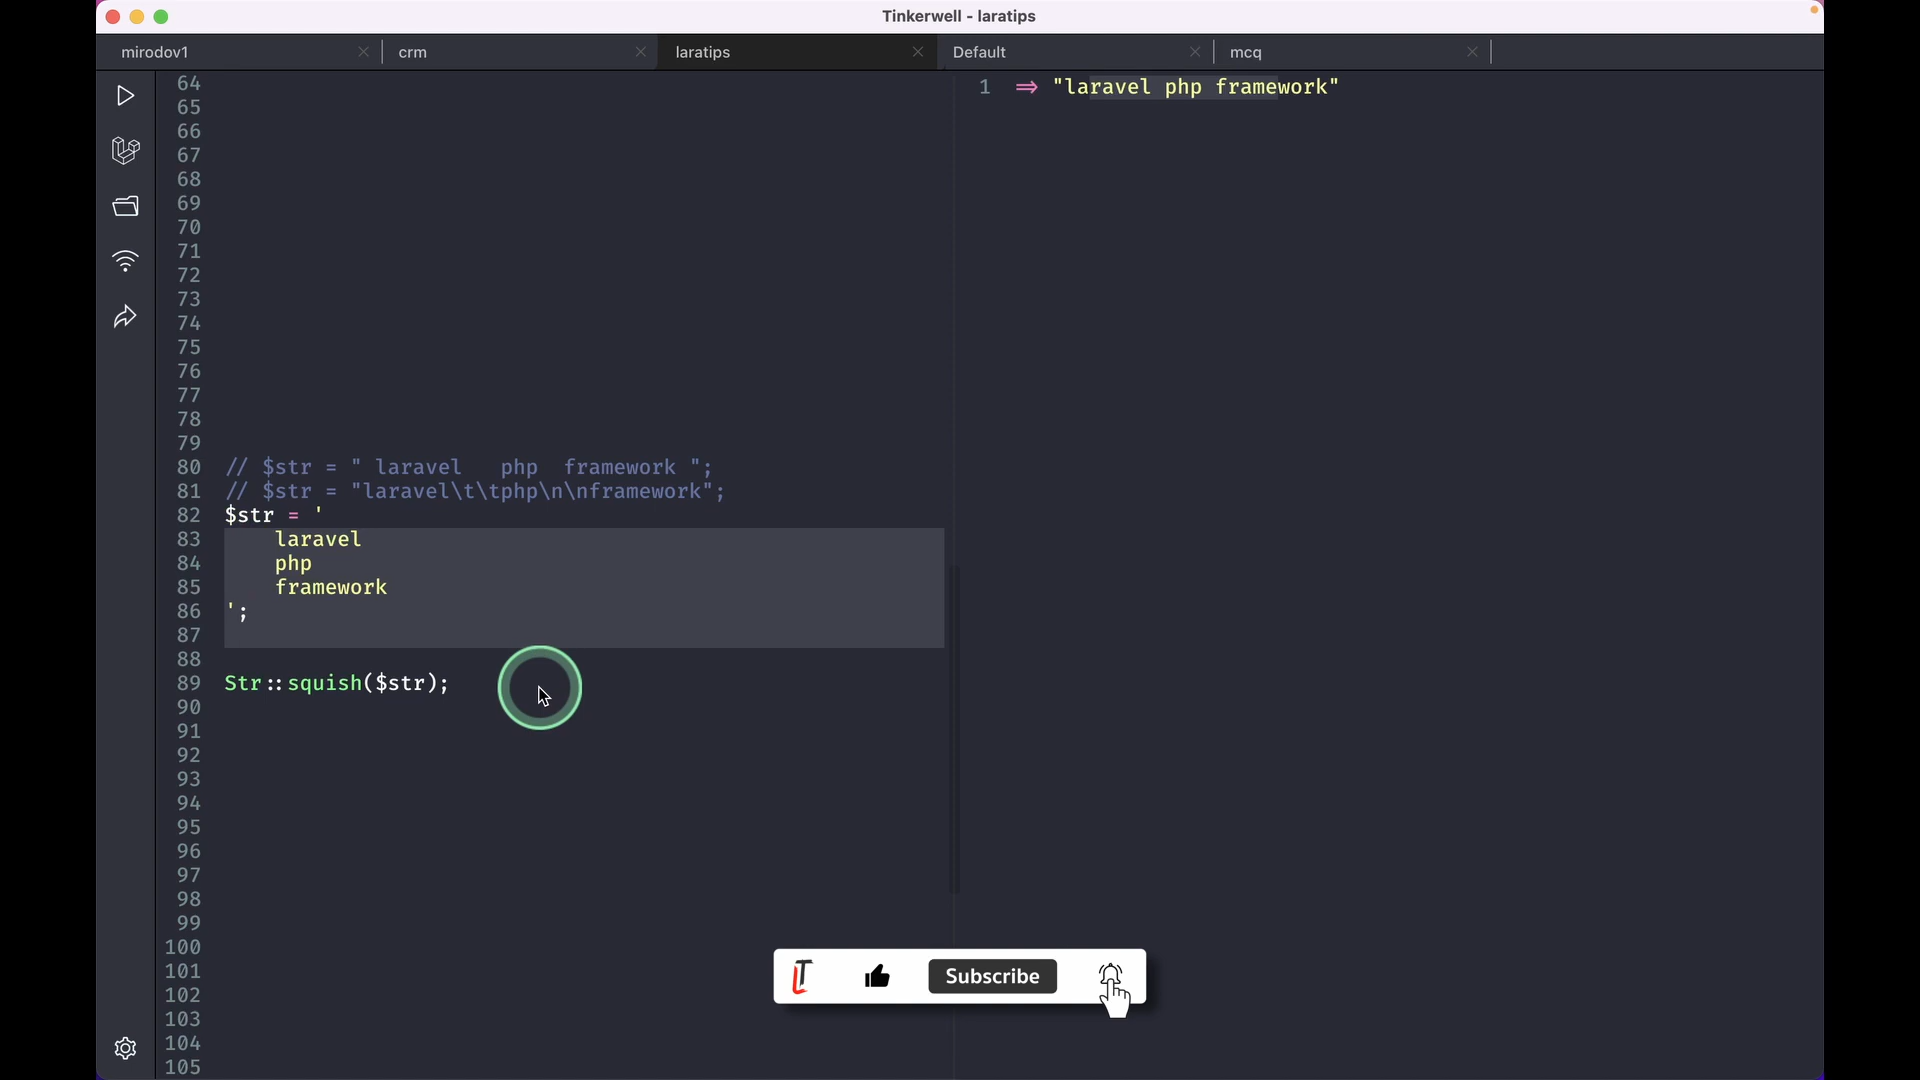 Tinkerwell - laratips
mirodov1
crm
laratips
Default
mcq
64
65
66
67
68
69
70
71
72
73
74
75
76
77
78
79
80 // $str = " laravel   php  framework ";
81 // $str = "laravel\t\tphp\n\nframework";
82 $str = '
83     laravel
84     php
85     framework
86 ';
87
88
89 Str::squish($str);
90
91
92
93
94
95
96
97
98
99
100
101
102
103
104
105
1 ⇒ "laravel php framework"
LT
Subscribe